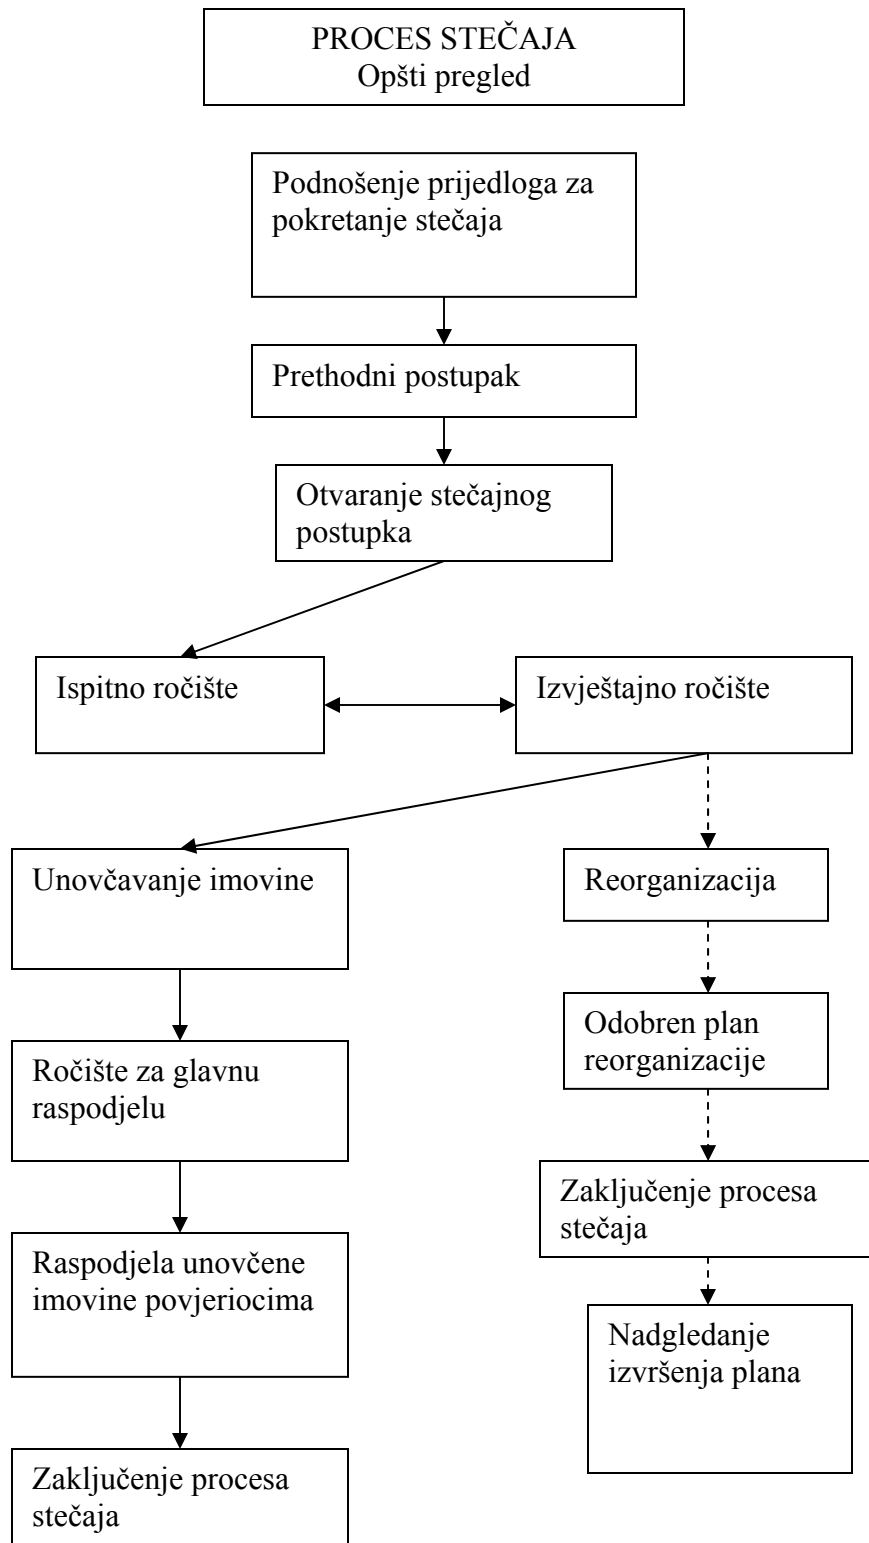 PROCES STEČAJA
Opšti pregled
Podnošenje prijedloga za
pokretanje stečaja
Prethodni postupak
Otvaranje stečajnog
postupka
Ispitno ročište
Izvještajno ročište
Unovčavanje imovine
Reorganizacija
Odobren plan
reorganizacije
Ročište za glavnu
raspodjelu
Zaključenje procesa
stečaja
Raspodjela unovčene
imovine povjeriocima
Nadgledanje
izvršenja plana
Zaključenje procesa
stečaja